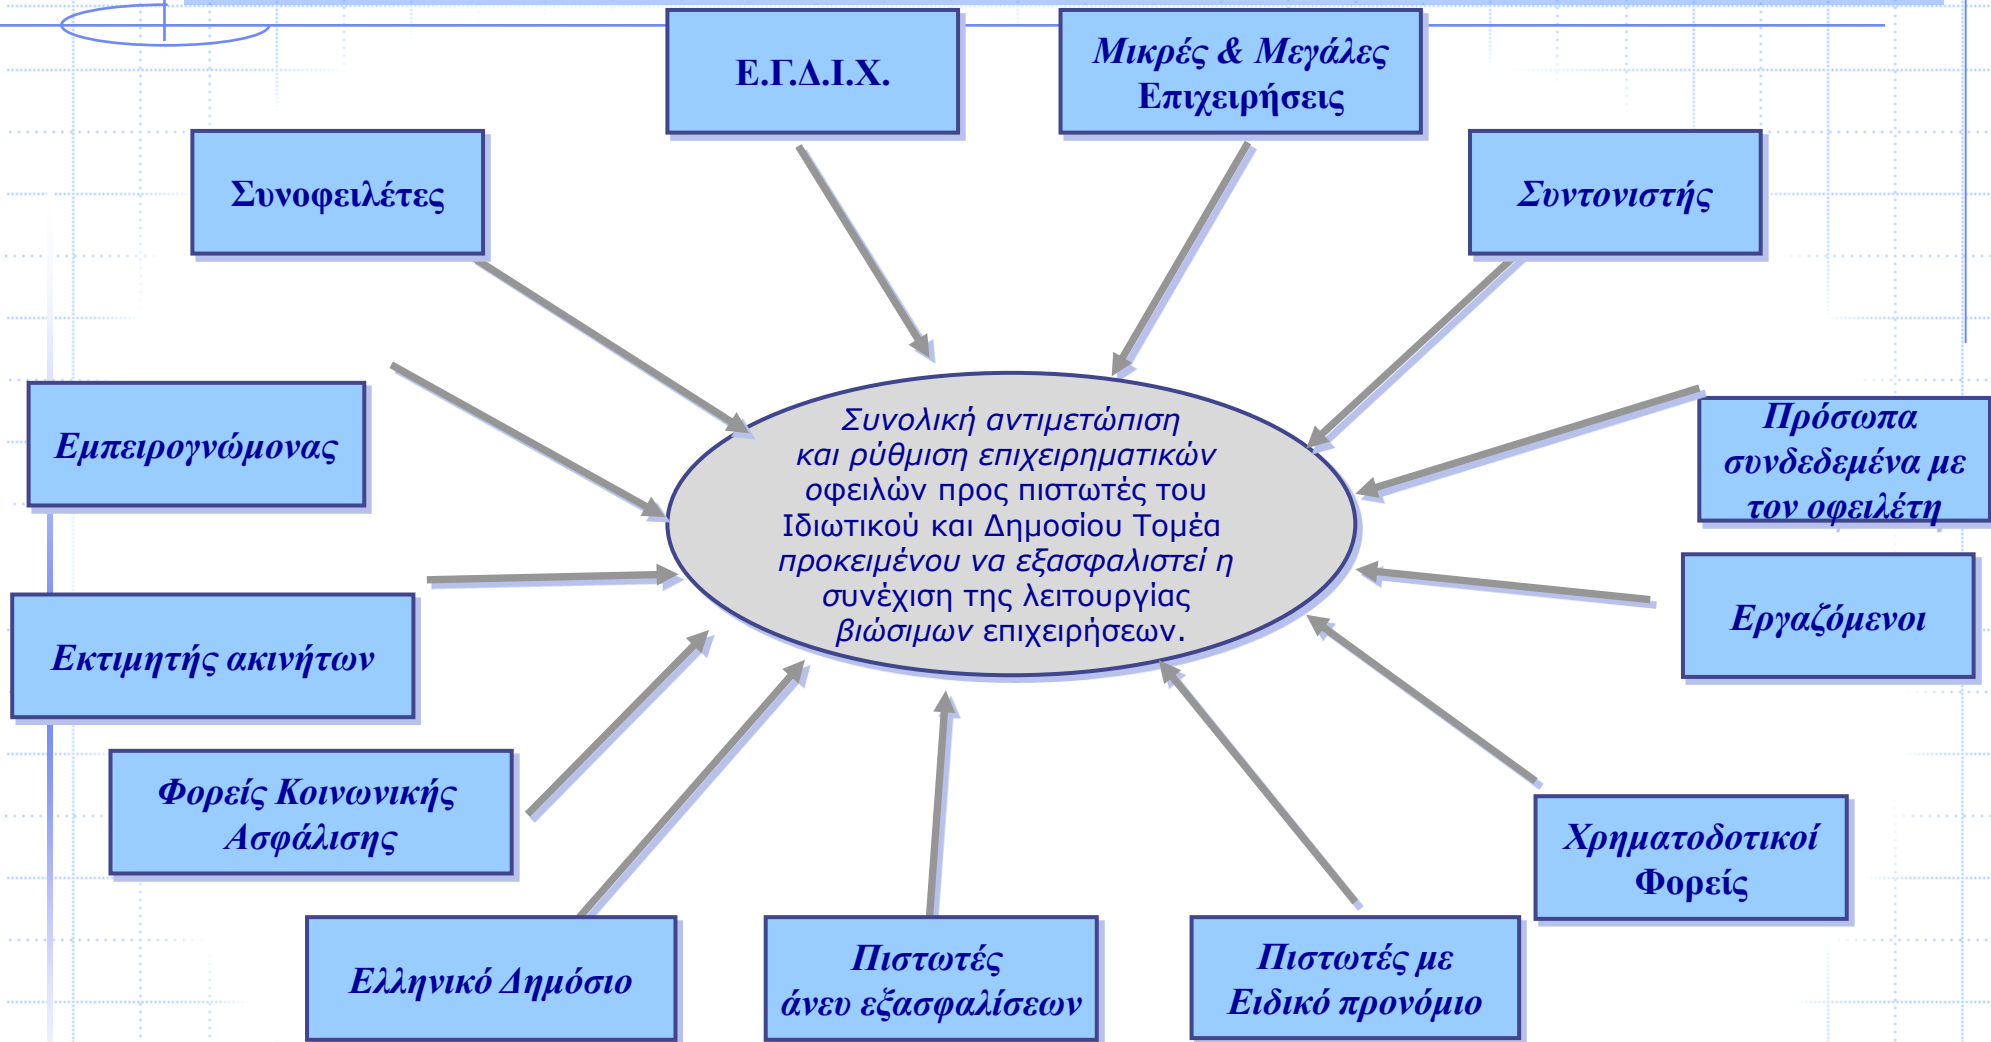 Ε.Γ.Δ.Ι.Χ.
Μικρές & Μεγάλες
Επιχειρήσεις
Συνοφειλέτες
Συντονιστής
Εμπειρογνώμονας
Πρόσωπα
συνδεδεμένα με
τον οφειλέτη
Συνολική αντιμετώπιση
και ρύθμιση επιχειρηματικών
οφειλών προς πιστωτές του
Ιδιωτικού και Δημοσίου Τομέα
προκειμένου να εξασφαλιστεί η
συνέχιση της λειτουργίας
βιώσιμων επιχειρήσεων.
Εκτιμητής ακινήτων
Εργαζόμενοι
Φορείς Κοινωνικής
Ασφάλισης
Χρηματοδοτικοί
Φορείς
Ελληνικό Δημόσιο
Πιστωτές
άνευ εξασφαλίσεων
Πιστωτές με
Ειδικό προνόμιο